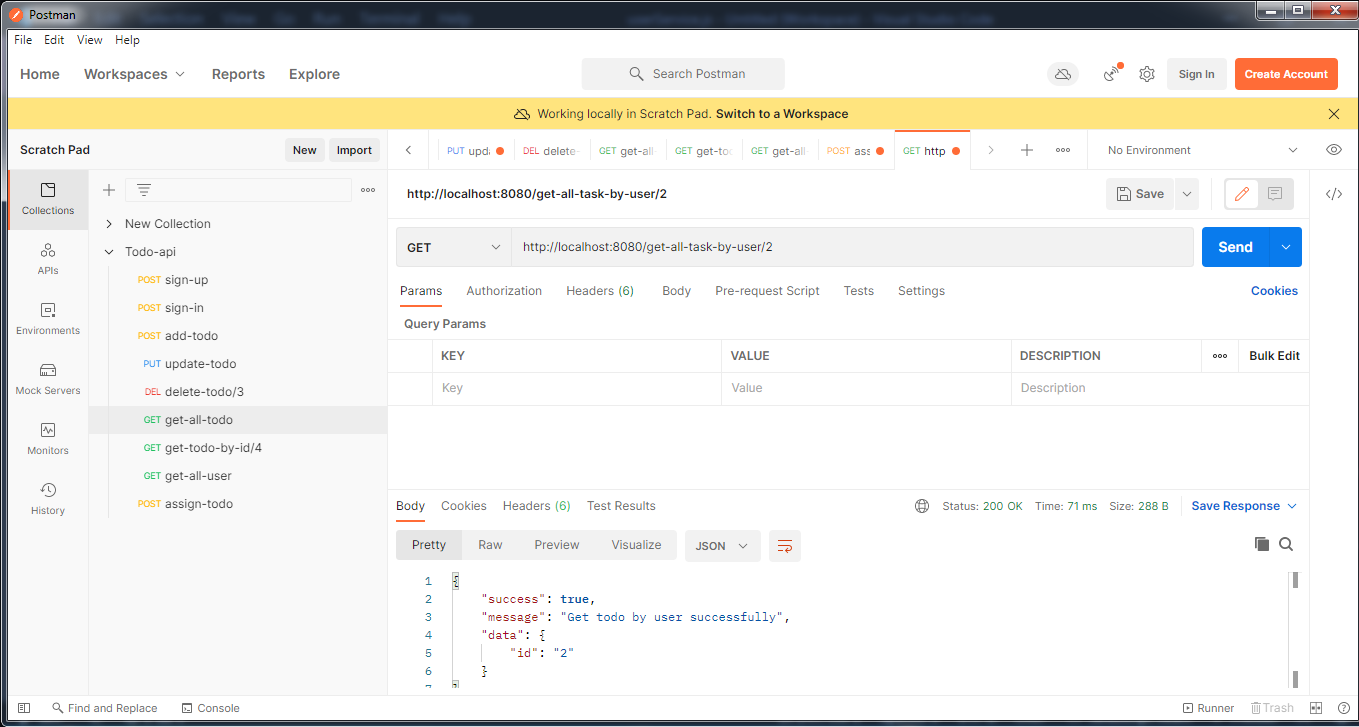 Postman
File Edit View Help
Home Workspaces Reports Explore Search Postman Sign In Create Account
Working locally in Scratch Pad. Switch to a Workspace
Scratch Pad New Import
PUT upda DEL delete- GET get-all- GET get-to GET get-all- POST ass GET http No Environment
Collections
APIs
Environments
Mock Servers
Monitors
History
New Collection
Todo-api
POST sign-up
POST sign-in
POST add-todo
PUT update-todo
DEL delete-todo/3
GET get-all-todo
GET get-todo-by-id/4
GET get-all-user
POST assign-todo
http://localhost:8080/get-all-task-by-user/2 Save
GET http://localhost:8080/get-all-task-by-user/2 Send
Params Authorization Headers (6) Body Pre-request Script Tests Settings Cookies
Query Params
KEY VALUE DESCRIPTION Bulk Edit
Key Value Description
Body Cookies Headers (6) Test Results Status: 200 OK Time: 71 ms Size: 288 B Save Response
Pretty Raw Preview Visualize JSON
1 {
2 "success": true,
3 "message": "Get todo by user successfully",
4 "data": {
5 "id": "2"
6 }
7 }
Find and Replace Console Runner Trash